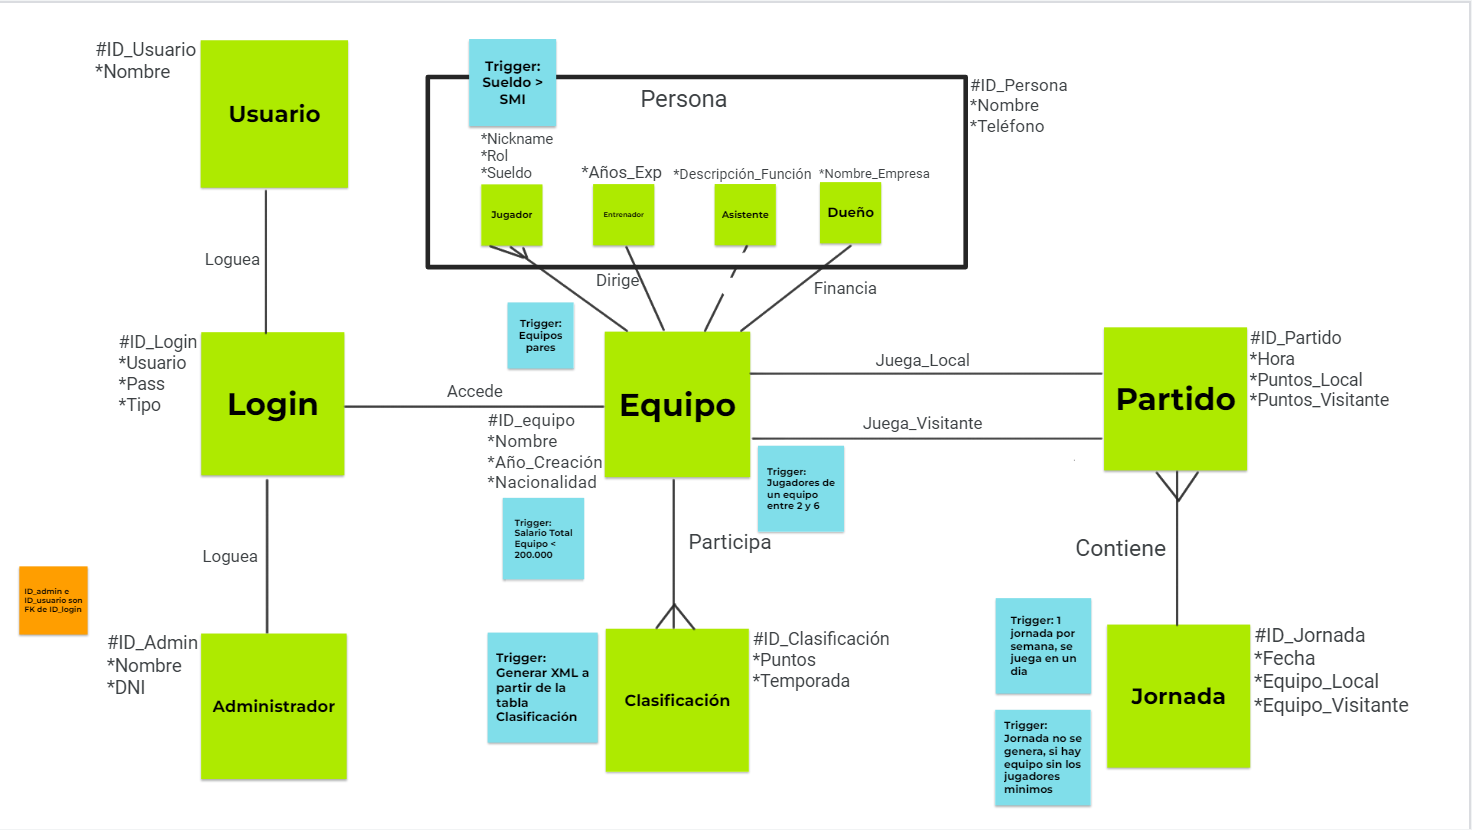 #ID_Usuario
*Nombre
Usuario
Loguea
#ID_Login
*Usuario
*Pass
*Tipo
Login
Accede
Loguea
ID_admin e
ID_usuario son
FK de ID_login
#ID_Admin
*Nombre
*DNI
Administrador
Trigger:
Sueldo >
SMI
Persona
#ID_Persona
*Nombre
*Teléfono
*Nickname
*Rol
*Sueldo
Jugador
*Años_Exp
Entrenador
*Descripción_Función
Asistente
*Nombre_Empresa
Dueño
Dirige
Financia
Trigger:
Equipos
pares
Equipo
#ID_equipo
*Nombre
*Año_Creación
*Nacionalidad
Trigger:
Salario Total
Equipo <
200.000
Juega_Local
Juega_Visitante
Trigger:
Jugadores de
un equipo
entre 2 y 6
Partido
#ID_Partido
*Hora
*Puntos_Local
*Puntos_Visitante
Participa
Contiene
Trigger:
Generar XML a
partir de la
tabla
Clasificación
Clasificación
#ID_Clasificación
*Puntos
*Temporada
Trigger: 1
jornada por
semana, se
juega en un
dia
Trigger:
Jornada no se
genera, si hay
equipo sin los
jugadores
minimos
Jornada
#ID_Jornada
*Fecha
*Equipo_Local
*Equipo_Visitante